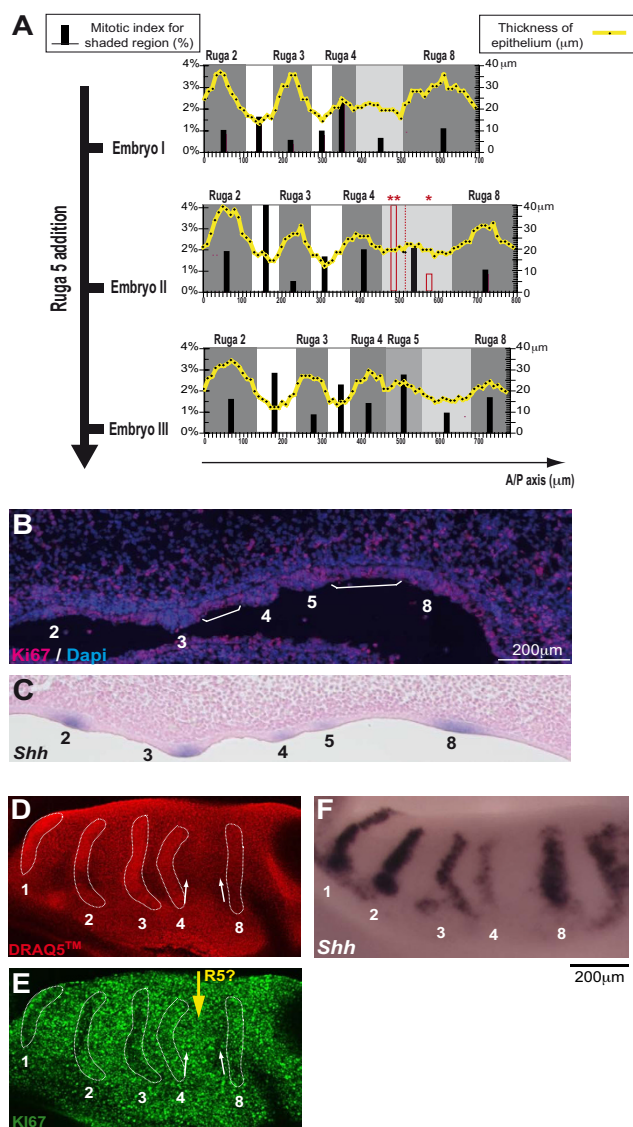 A
Mitotic index for shaded region (%)
Thickness of epithelium (μm)
Ruga 5 addition
Embryo I
Ruga 2 Ruga 3 Ruga 4 Ruga 8
4% 3% 2% 1% 0%
40 μm 30 20 10 0
0 100 200 300 400 500 600 700
Embryo II
Ruga 2 Ruga 3 Ruga 4 ** * Ruga 8
4% 3% 2% 1% 0%
40μm 30 20 10 0
0 100 200 300 400 500 600 700 800
Embryo III
Ruga 2 Ruga 3 Ruga 4 Ruga 5 Ruga 8
4% 3% 2% 1% 0%
40μm 30 20 10 0
0 100 200 300 400 500 600 700 800
A/P axis (μm)
B
2 3 4 5 8
Ki67 / Dapi
200μm
C
2 3 4 5 8
Shh
D
1 2 3 4 8
DRAQ5™
E
R5?
1 2 3 4 8
KI67
F
1 2 3 4 8
Shh
200μm